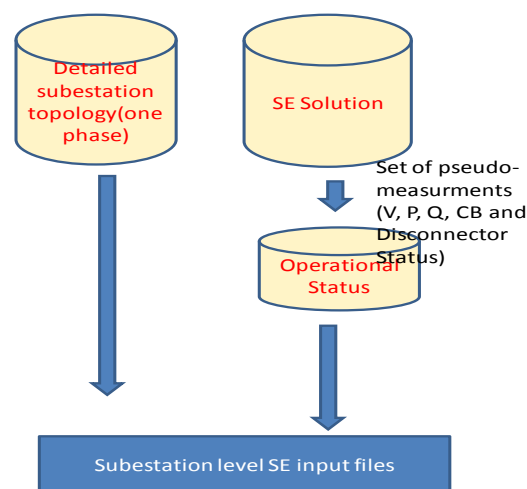 Detailed
subestation
topology(one
phase)
SE Solution
Set of pseudo-
measurments
(V, P, Q, CB and
Disconnector
Status)
Operational
Status
Subestation level SE input files